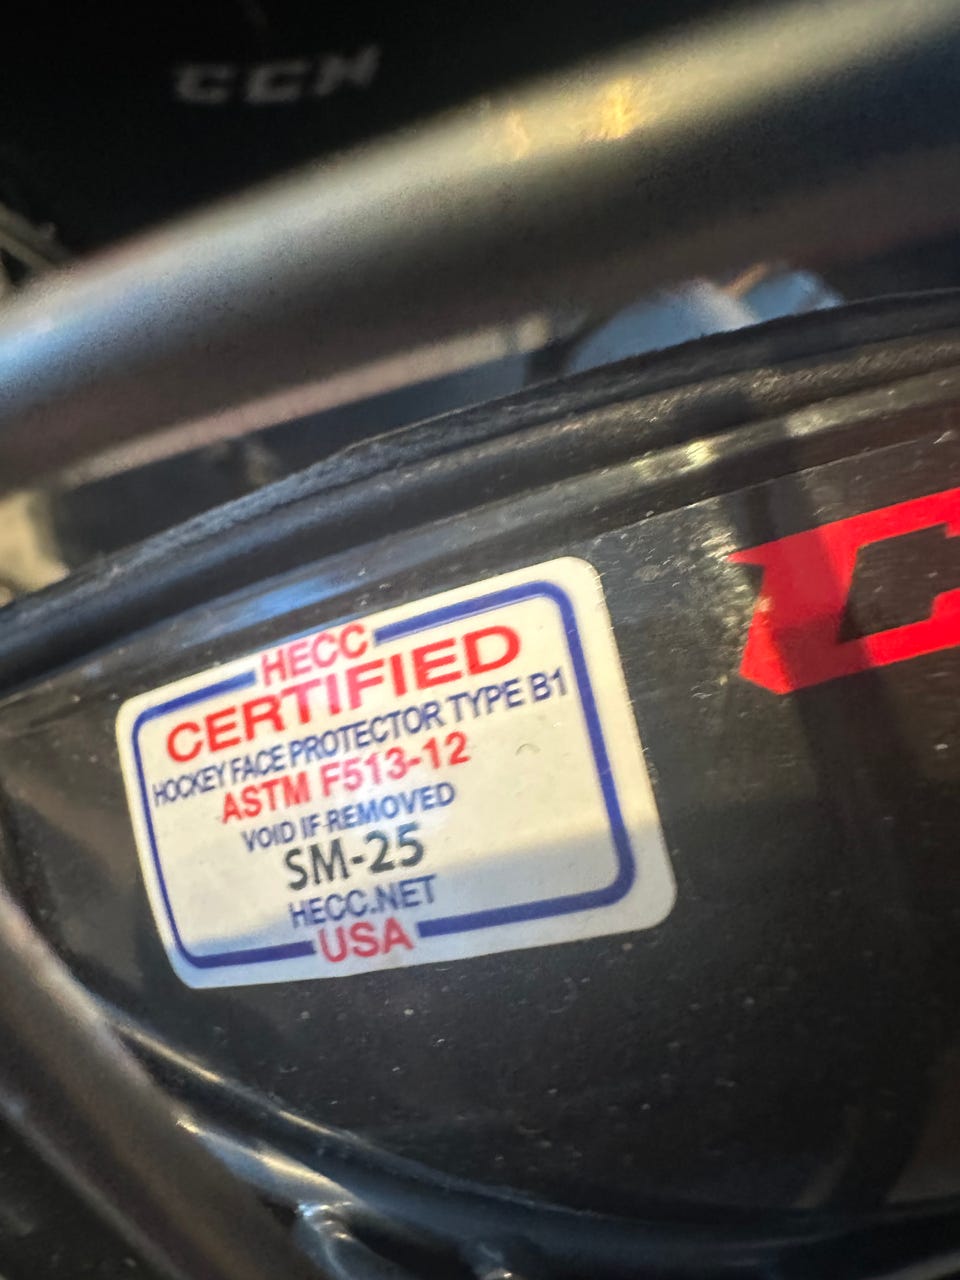 CCM
HECC
CERTIFIED
HOCKEY FACE PROTECTOR TYPE B1
ASTM F513-12
VOID IF REMOVED
SM-25
HECC.NET
USA